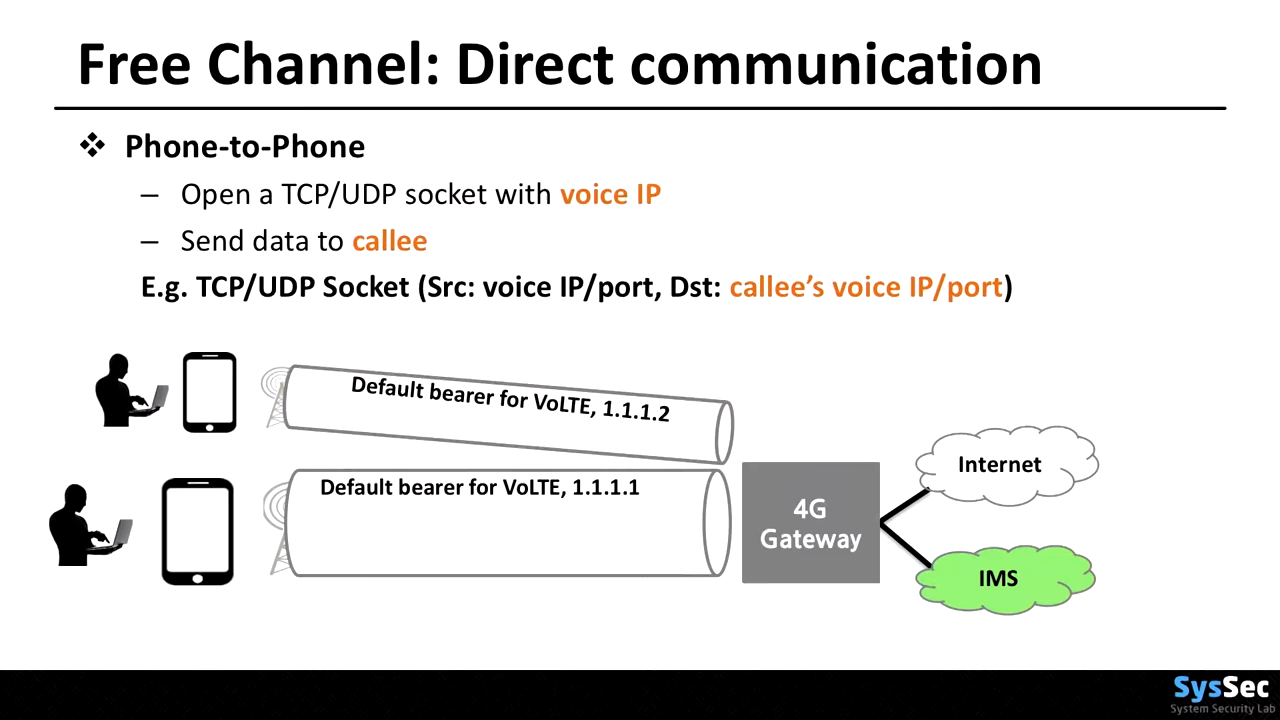 Free Channel: Direct communication
❖ Phone-to-Phone
– Open a TCP/UDP socket with voice IP
– Send data to callee
E.g. TCP/UDP Socket (Src: voice IP/port, Dst: callee’s voice IP/port)
Default bearer for VoLTE, 1.1.1.2
Default bearer for VoLTE, 1.1.1.1
4G
Gateway
Internet
IMS
SysSec
System Security Lab